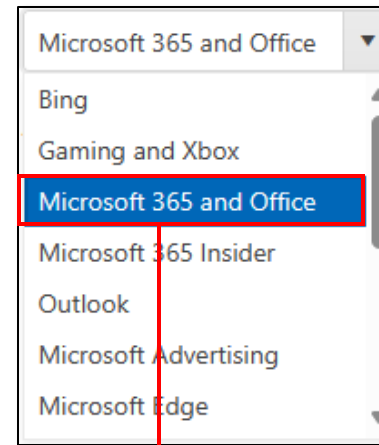 Microsoft 365 and Office
Bing
Gaming and Xbox
Microsoft 365 and Office
Microsoft 365 Insider
Outlook
Microsoft Advertising
Microsoft Edge